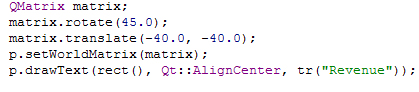 QMatrix matrix;
matrix.rotate(45.0);
matrix.translate(-40.0, -40.0);
p.setWorldMatrix(matrix);
p.drawText(rect(), Qt::AlignCenter, tr("Revenue"));